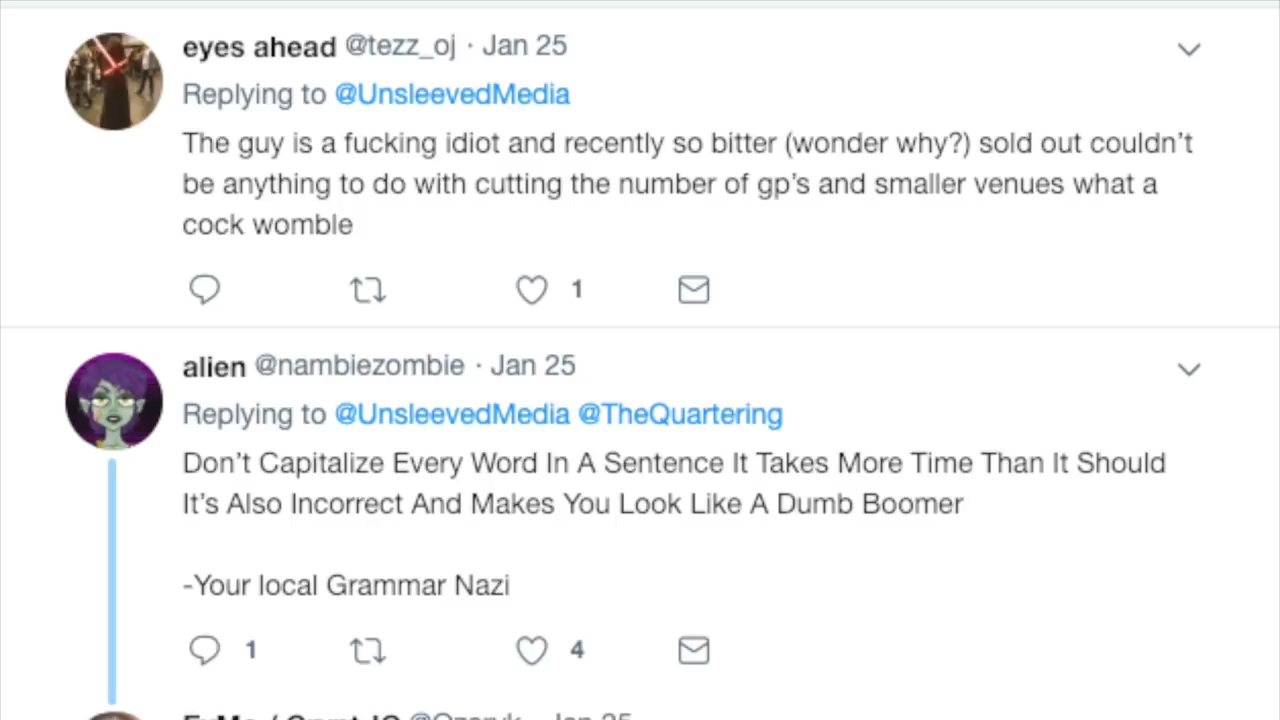 eyes ahead @tezz_oj · Jan 25
Replying to @UnsleevedMedia
The guy is a fucking idiot and recently so bitter (wonder why?) sold out couldn’t
be anything to do with cutting the number of gp’s and smaller venues what a
cock womble
1
alien @nambiezombie · Jan 25
Replying to @UnsleevedMedia @TheQuartering
Don’t Capitalize Every Word In A Sentence It Takes More Time Than It Should
It’s Also Incorrect And Makes You Look Like A Dumb Boomer
-Your local Grammar Nazi
1 4
Jan 25